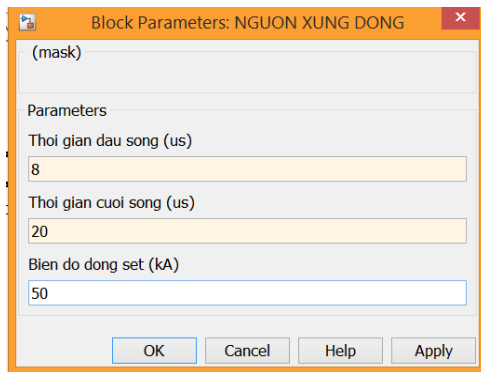 Block Parameters: NGUON XUNG DONG
(mask)
Parameters
Thoi gian dau song (us)
8
Thoi gian cuoi song (us)
20
Bien do dong set (kA)
50
OK Cancel Help Apply